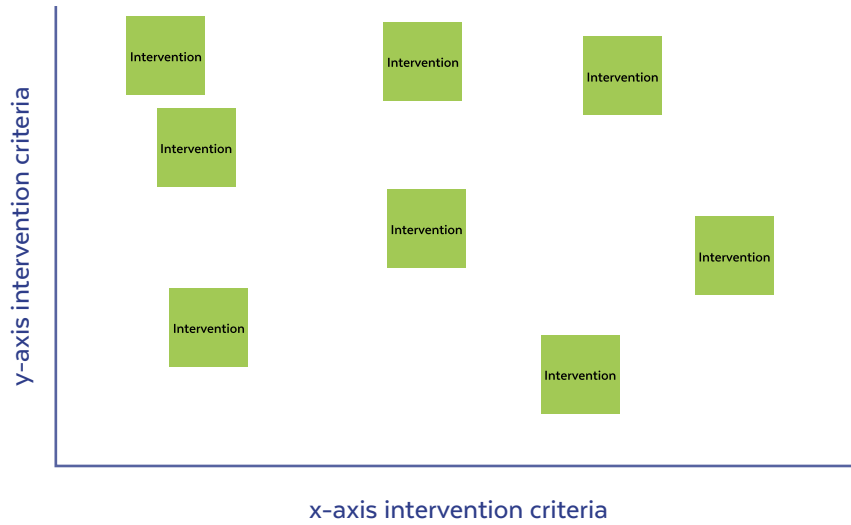 Intervention
Intervention
Intervention
Intervention
Intervention
Intervention
Intervention
Intervention
y-axis intervention criteria
x-axis intervention criteria